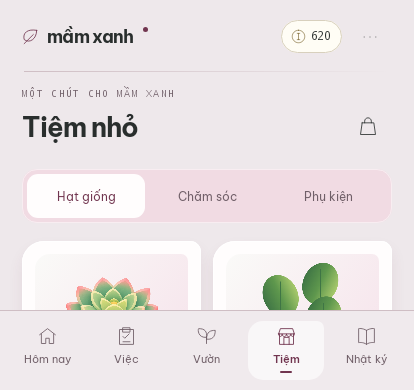 mầm xanh
620
MỘT CHÚT CHO MẦM XANH
Tiệm nhỏ
Hạt giống
Chăm sóc
Phụ kiện
Hôm nay
Việc
Vườn
Tiệm
Nhật ký